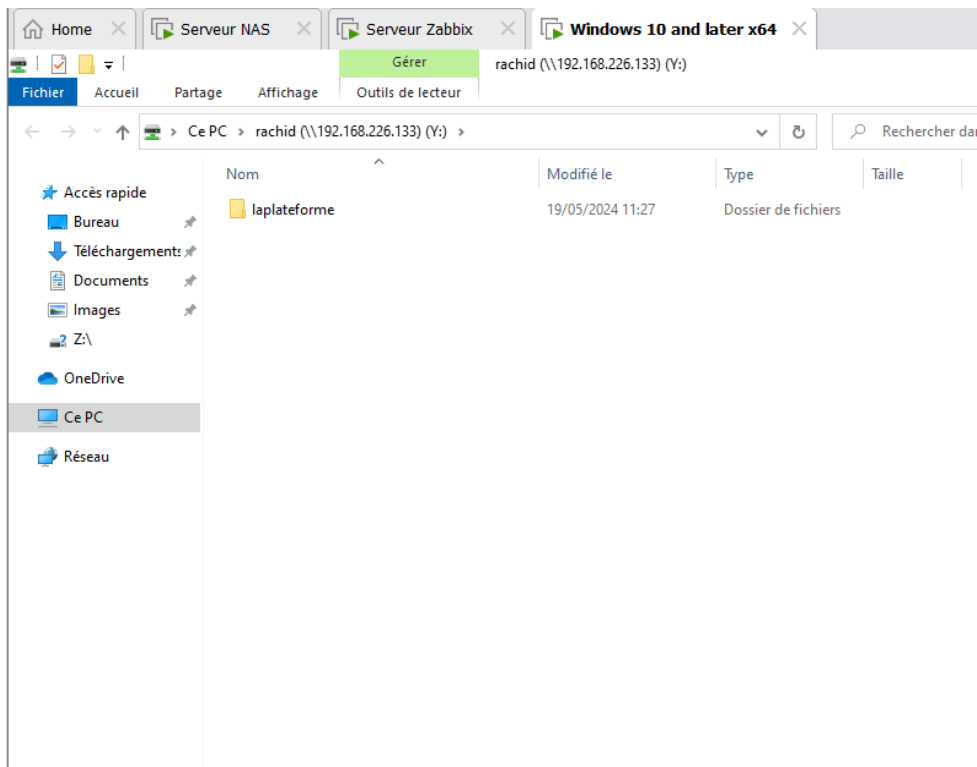 Home Serveur NAS Serveur Zabbix Windows 10 and later x64
Gérer rachid (\\192.168.226.133) (Y:)
Fichier Accueil Partage Affichage Outils de lecteur
Ce PC rachid (\\192.168.226.133) (Y:) Rechercher dan
Nom Modifié le Type Taille
Accès rapide
laplateforme 19/05/2024 11:27 Dossier de fichiers
Bureau
Téléchargements
Documents
Images
Z:\
OneDrive
Ce PC
Réseau